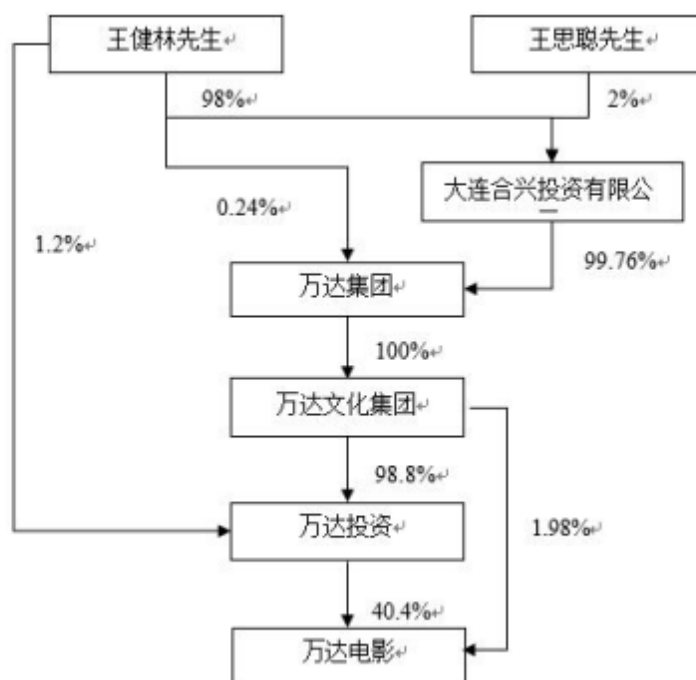 王健林先生↵
王思聪先生↵
98%↵
2%↵
大连合兴投资有限公
0.24%↵
1.2%↵
99.76%↵
万达集团↵
100%↵
万达文化集团↵
98.8%↵
万达投资↵
1.98%↵
40.4%↵
万达电影↵